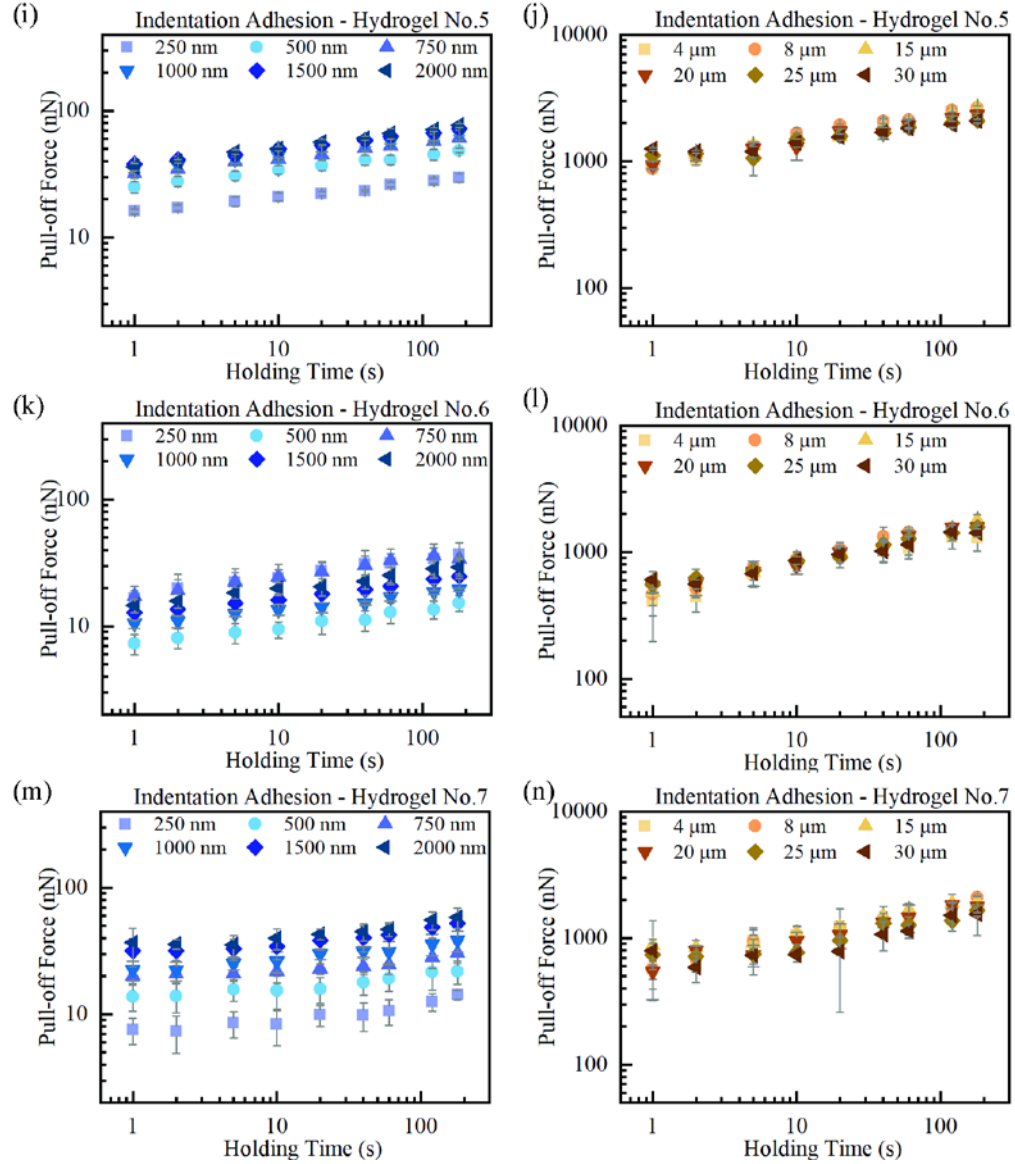 (i)
Indentation Adhesion - Hydrogel No.5
250 nm 500 nm 750 nm
1000 nm 1500 nm 2000 nm
Pull-off Force (nN)
100
10
1 10 100
Holding Time (s)
(j)
Indentation Adhesion - Hydrogel No.5
10000
4 μm 8 μm 15 μm
20 μm 25 μm 30 μm
Pull-off Force (nN)
1000
100
1 10 100
Holding Time (s)
(k)
Indentation Adhesion - Hydrogel No.6
250 nm 500 nm 750 nm
1000 nm 1500 nm 2000 nm
Pull-off Force (nN)
100
10
1 10 100
Holding Time (s)
(l)
Indentation Adhesion - Hydrogel No.6
10000
4 μm 8 μm 15 μm
20 μm 25 μm 30 μm
Pull-off Force (nN)
1000
100
1 10 100
Holding Time (s)
(m)
Indentation Adhesion - Hydrogel No.7
250 nm 500 nm 750 nm
1000 nm 1500 nm 2000 nm
Pull-off Force (nN)
100
10
1 10 100
Holding Time (s)
(n)
Indentation Adhesion - Hydrogel No.7
10000
4 μm 8 μm 15 μm
20 μm 25 μm 30 μm
Pull-off Force (nN)
1000
100
1 10 100
Holding Time (s)